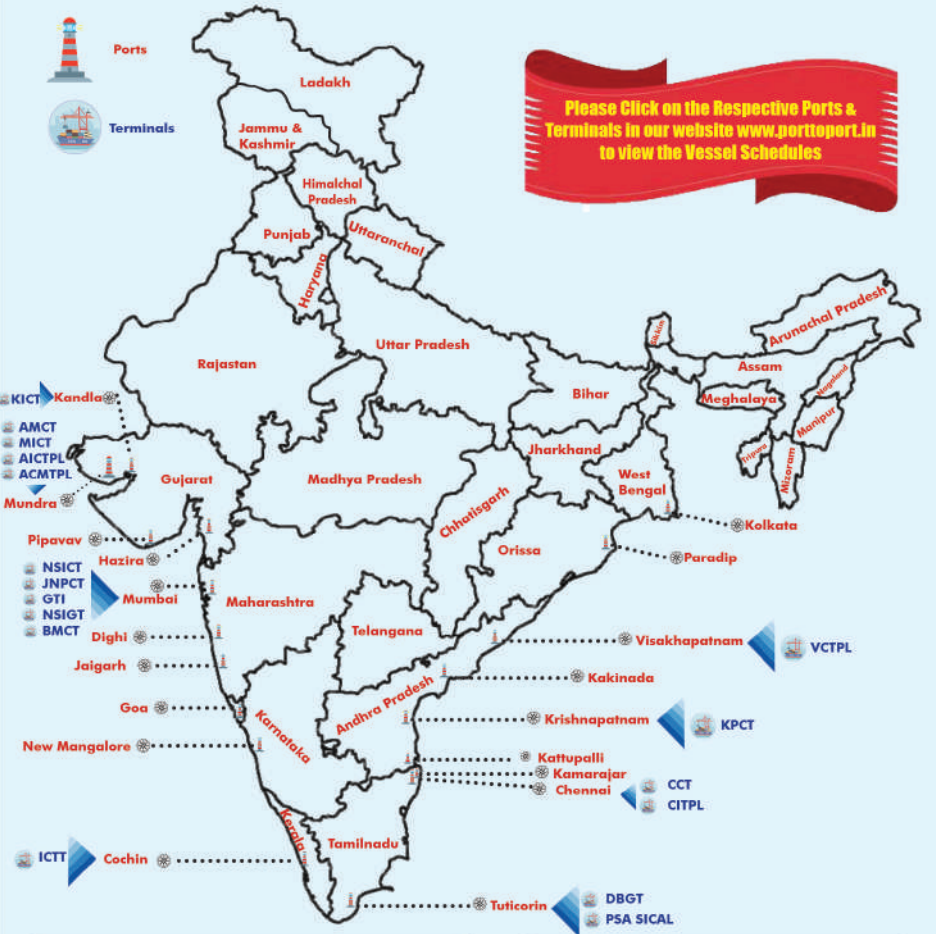 Ports
Terminals
Please Click on the Respective Ports &
Terminals in our website www.porttoport.in
to view the Vessel Schedules
Ladakh
Jammu &
Kashmir
Himalchal
Pradesh
Punjab
Uttaranchal
Haryana
Rajastan
Uttar Pradesh
Sikkim
Arunachal Pradesh
Assam
Nagaland
Meghalaya
Manipur
Tripura
Mizoram
Bihar
Jharkhand
West
Bengal
KICT
Kandla
AMCT
MICT
AICTPL
ACMTPL
Mundra
Gujarat
Madhya Pradesh
Chhatisgarh
Orissa
Kolkata
Paradip
Pipavav
Hazira
NSICT
JNPCT
GTI
NSIGT
BMCT
Mumbai
Maharashtra
Telangana
Dighi
Jaigarh
Goa
New Mangalore
Karnataka
Andhra Pradesh
Visakhapatnam
VCTPL
Kakinada
Krishnapatnam
KPCT
Kattupalli
Kamarajar
Chennai
CCT
CITPL
Kerala
Tamilnadu
ICTT
Cochin
Tuticorin
DBGT
PSA SICAL